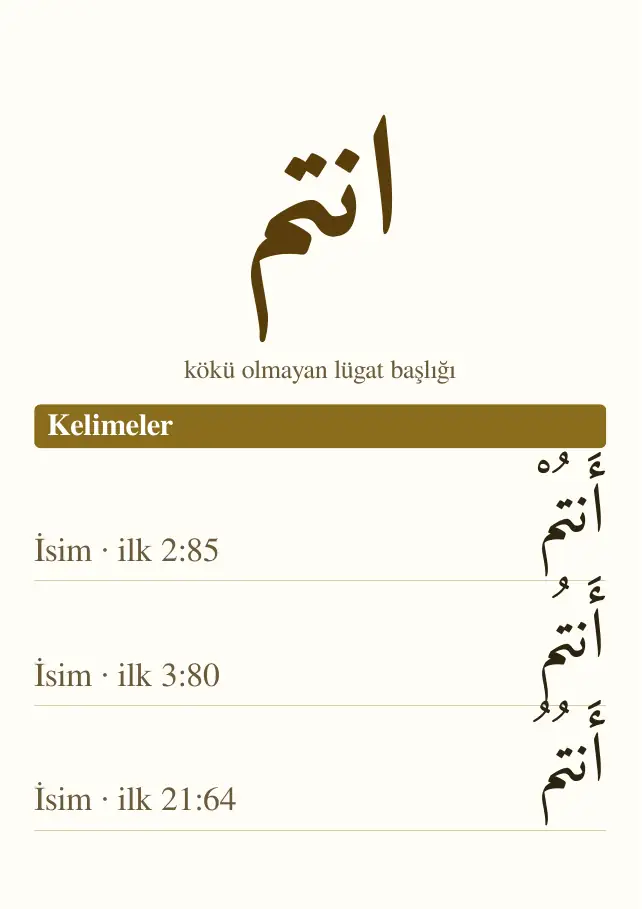 انتم
kökü olmayan lügat başlığı
Kelimeler
İsim · ilk 2:85 أَنتُمْ
İsim · ilk 3:80 أَنتُم
İsim · ilk 21:64 أَنتُمُ